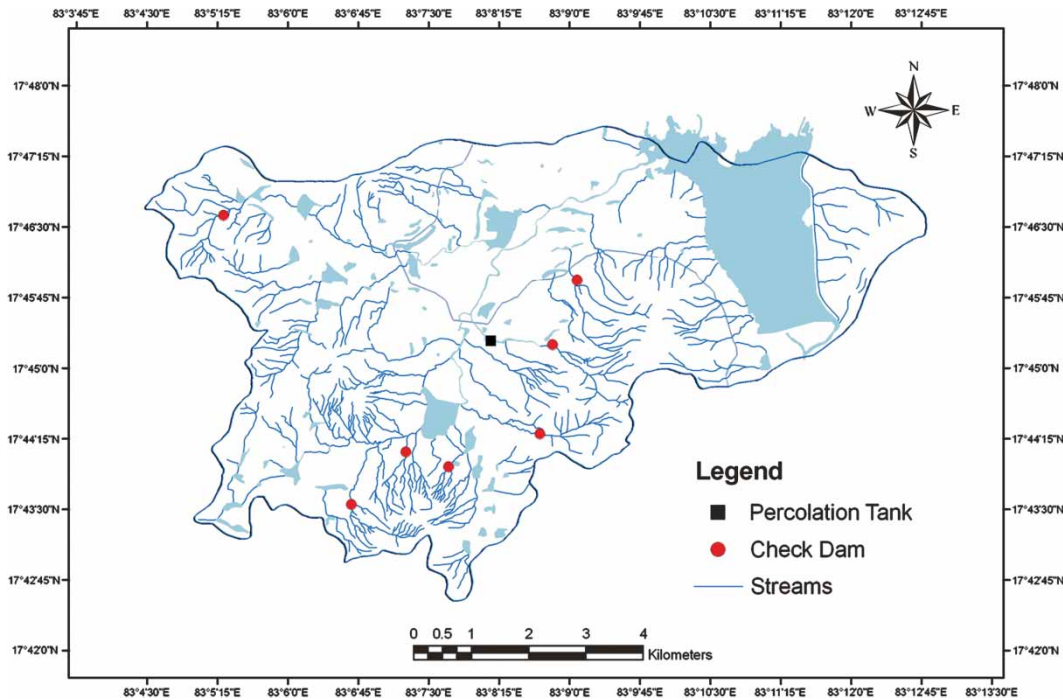 83°3'45"E 83°4'30"E 83°5'15"E 83°6'0"E 83°6'45"E 83°7'30"E 83°8'15"E 83°9'0"E 83°9'45"E 83°10'30"E 83°11'15"E 83°12'0"E 83°12'45"E
N
17°48'0"N 17°48'0"N
W E
S
17°47'15"N 17°47'15"N
17°46'30"N 17°46'30"N
17°45'45"N 17°45'45"N
17°45'0"N 17°45'0"N
17°44'15"N 17°44'15"N
Legend
17°43'30"N 17°43'30"N
Percolation Tank
Check Dam
17°42'45"N 17°42'45"N
Streams
0 0.5 1 2 3 4
17°42'0"N 17°42'0"N
Kilometers
83°4'30"E 83°5'15"E 83°6'0"E 83°6'45"E 83°7'30"E 83°8'15"E 83°9'0"E 83°9'45"E 83°10'30"E 83°11'15"E 83°12'0"E 83°12'45"E 83°13'30"E